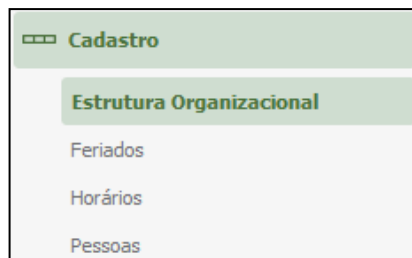 Cadastro
Estrutura Organizacional
Feriados
Horários
Pessoas